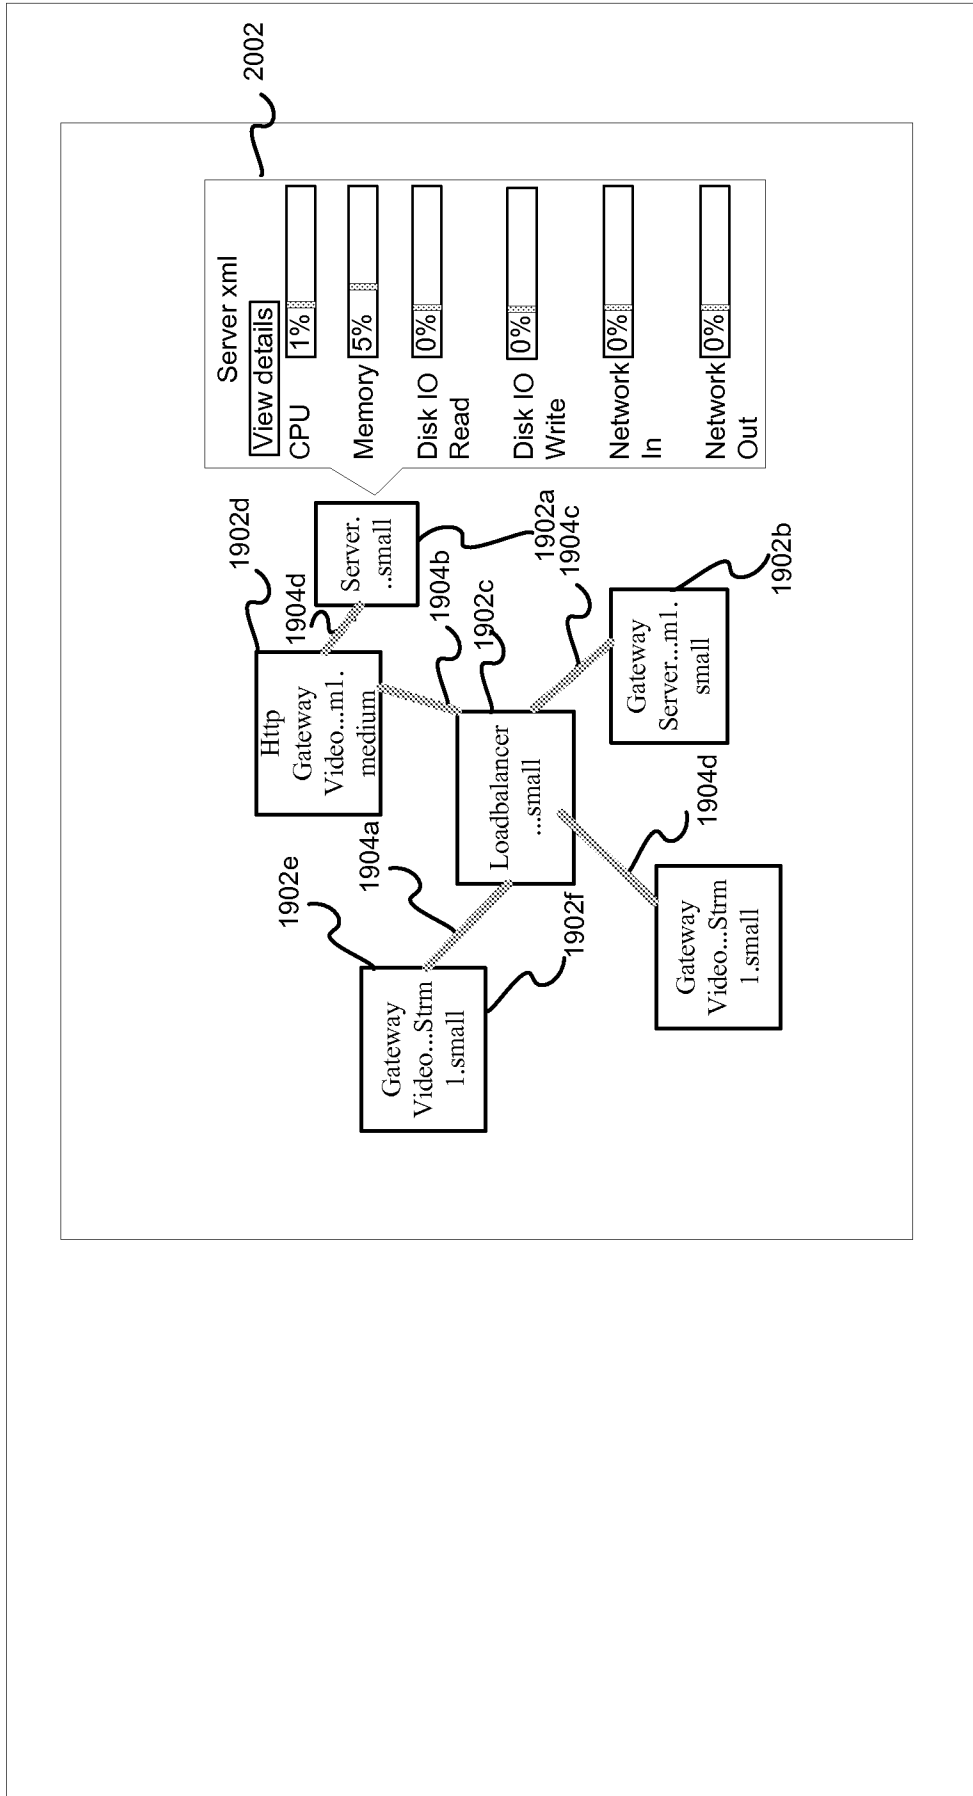 2002
Server xml
View details
CPU
1%
Memory
5%
Disk IO
Read
0%
Disk IO
Write
0%
Network
In
0%
Network
Out
0%
1902d
1904d
Http
Gateway
Video...m1.
medium
Server.
..small
1902a
1904c
1904b
1902c
Loadbalancer
...small
1902b
Gateway
Server...m1.
small
1904d
1904a
1902e
Gateway
Video...Strm
1.small
1902f
Gateway
Video...Strm
1.small